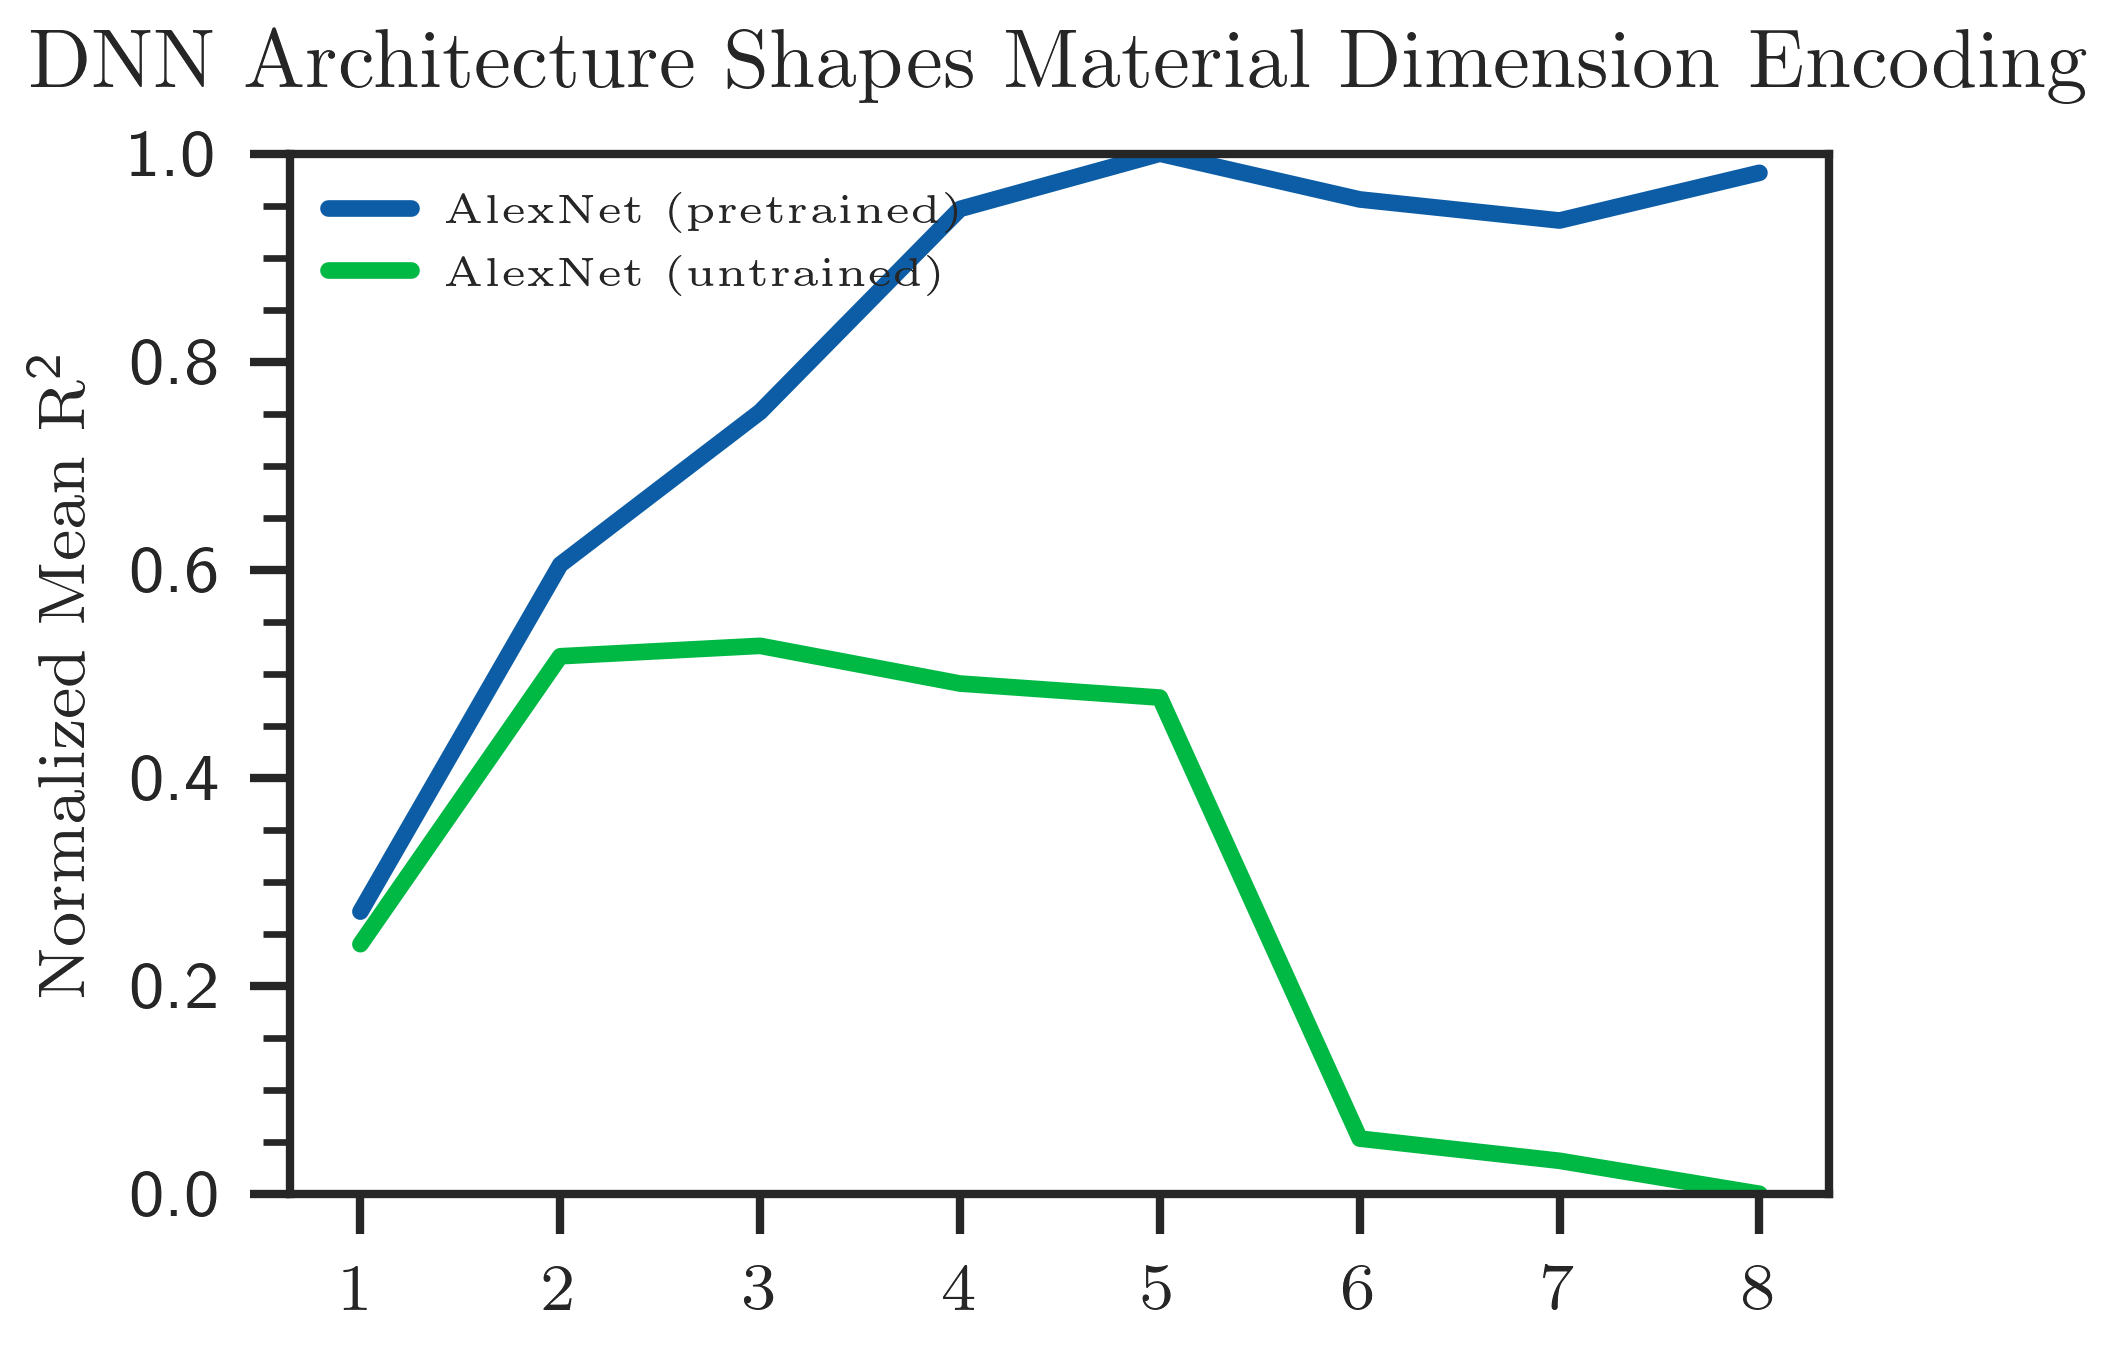 DNN Architecture Shapes Material Dimension Encoding
Normalized Mean R²
1.0
0.8
0.6
0.4
0.2
0.0
AlexNet (pretrained)
AlexNet (untrained)
1 2 3 4 5 6 7 8